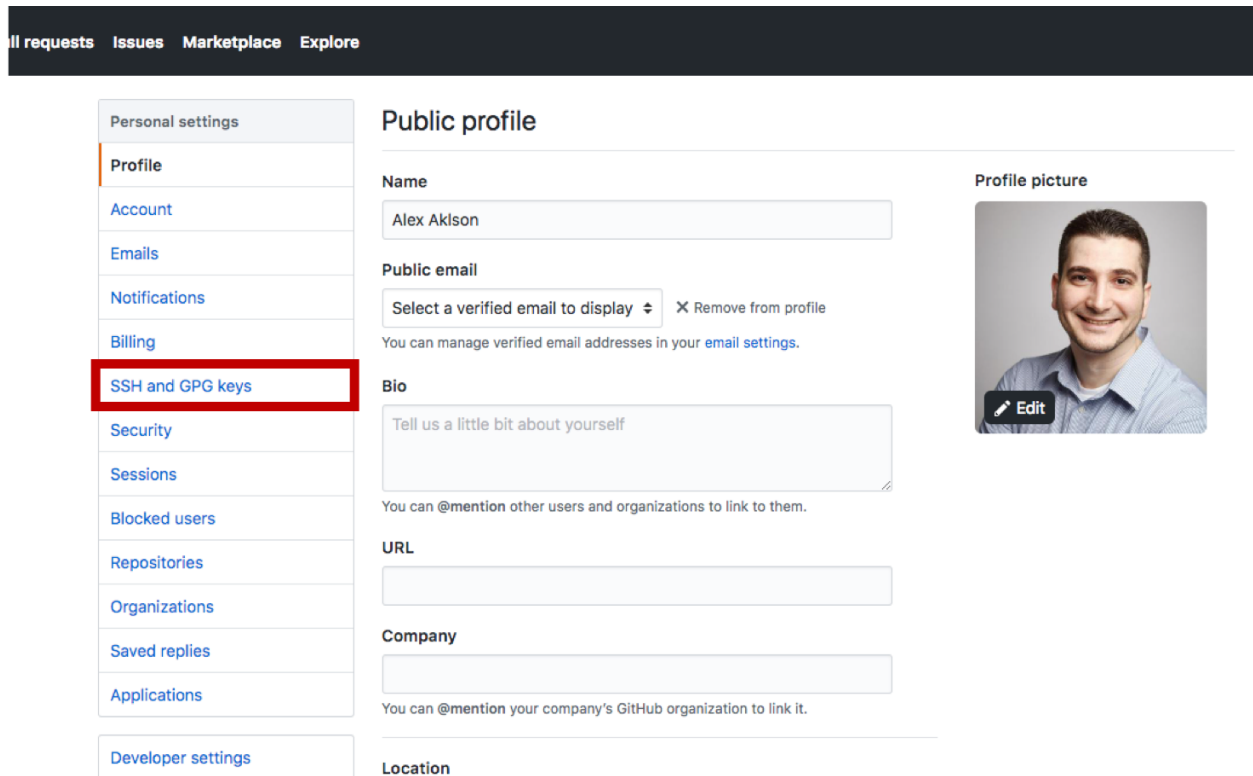 ll requests Issues Marketplace Explore
Personal settings
Profile
Account
Emails
Notifications
Billing
SSH and GPG keys
Security
Sessions
Blocked users
Repositories
Organizations
Saved replies
Applications
Developer settings
Public profile
Name
Alex Aklson
Public email
Select a verified email to display
Remove from profile
You can manage verified email addresses in your email settings.
Bio
Tell us a little bit about yourself
You can @mention other users and organizations to link to them.
URL
Company
You can @mention your company's GitHub organization to link it.
Location
Profile picture
Edit